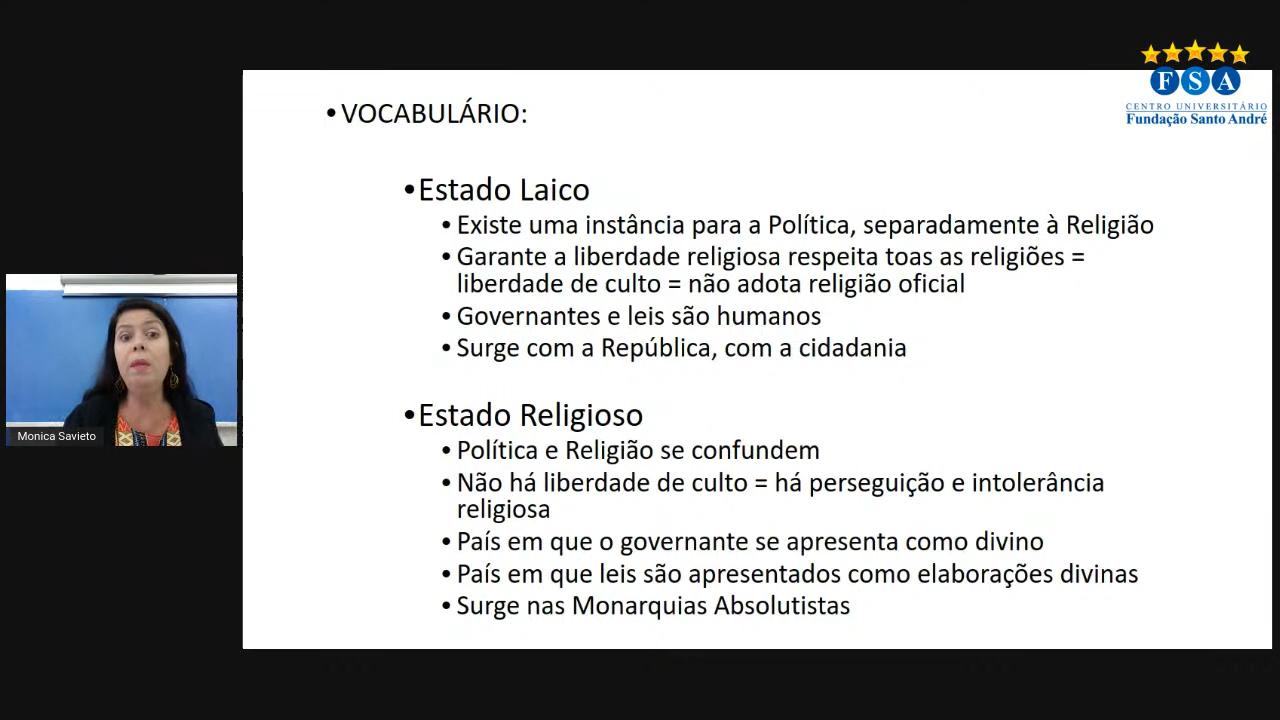 FSA
CENTRO UNIVERSITÁRIO
Fundação Santo André
• VOCABULÁRIO:
• Estado Laico
• Existe uma instância para a Política, separadamente à Religião
• Garante a liberdade religiosa respeita toas as religiões =
liberdade de culto = não adota religião oficial
• Governantes e leis são humanos
• Surge com a República, com a cidadania
• Estado Religioso
• Política e Religião se confundem
• Não há liberdade de culto = há perseguição e intolerância
religiosa
• País em que o governante se apresenta como divino
• País em que leis são apresentados como elaborações divinas
• Surge nas Monarquias Absolutistas
Monica Savieto